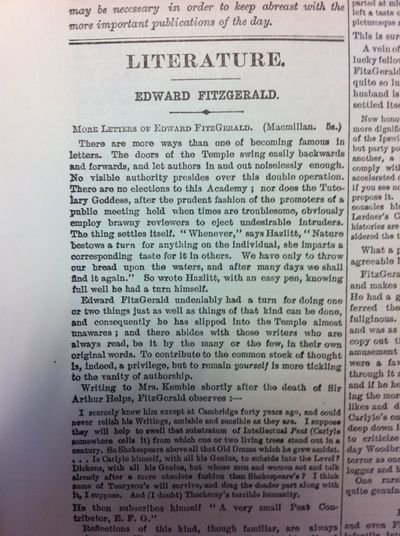 may be necessary in order to keep abreast with the
more important publications of the day.
LITERATURE.
EDWARD FITZGERALD.
MORE LETTERS OF EDWARD FITZGERALD. (Macmillan. 5s.)
There are more ways than one of becoming famous in
letters. The doors of the Temple swing easily backwards
and forwards, and let authors in and out noiselessly enough.
No visible authority presides over this double operation.
There are no elections to this Academy; nor does the Tuto-
lary Goddess, after the prudent fashion of the promoters of a
public meeting held when times are troublesome, obviously
employ brawny reviewers to eject undesirable intruders.
The thing settles itself. "Whenever," says Hazlitt, "Nature
bestows a turn for anything on the individual, she imparts a
corresponding taste for it in others. We have only to throw
our bread upon the waters, and after many days we shall
find it again." So wrote Hazlitt, with an easy pen, knowing
full well he had a turn himself.
Edward FitzGerald undeniably had a turn for doing one
or two things just as well as things of that kind can be done,
and consequently he has slipped into the Temple almost
unawares; and there abides with those writers who are
always read, be it by the many or the few, in their own
original words. To contribute to the common stock of thought
is, indeed, a privilege, but to remain yourself is more tickling
to the vanity of authorship.
Writing to Mrs. Kemble shortly after the death of Sir
Arthur Helps, FitzGerald observes :—
I scarcely knew him except at Cambridge forty years ago, and could
never relish his Writings, amiable and sensible as they are. I suppose
they will help to swell that substratum of Intellectual Peat (Carlyle
somewhere calls it) from which one or two living trees stand out in a
century. So Shakespeare above all that Old Drama which he grew amidst.
. . . Is Carlyle himself, with all his Genius, to subside into the Level?
Dickens, with all his Genius, but whose men and women act and talk
already after a more obsolete fashion than Shakespeare's? I think
some of Tennyson's will survive, and drag the deader part along with
it, I suppose. And (I doubt) Thackeray's terrible humanity.
He then subscribes himself "A very small Peat Con-
tributor, E. F. G."
Reflections of this kind, though familiar, are always
parted at
left a taste
picturesque
This is sur
A vein of
lucky fello
FitzGerald
quite so lu
husband is
settled itse
New hono
more dignifi
of the Ipswi
but party po
another, a
comply with
accelerated
if you see no
propose it.
consoles hi
Lardner's C
histories are
sidered the t
What a p
agreeable
FitzGera
and makes
He had a g
ferred the
fuliginous.
and was as
copy out t
amusement
were a fav
through it
and if he ha
ing the mor
likes and d
Carlyle's on
deep down i
to criticize
day Woodbr
terror as one
lugger and h
One rare
quite genuin
and even F